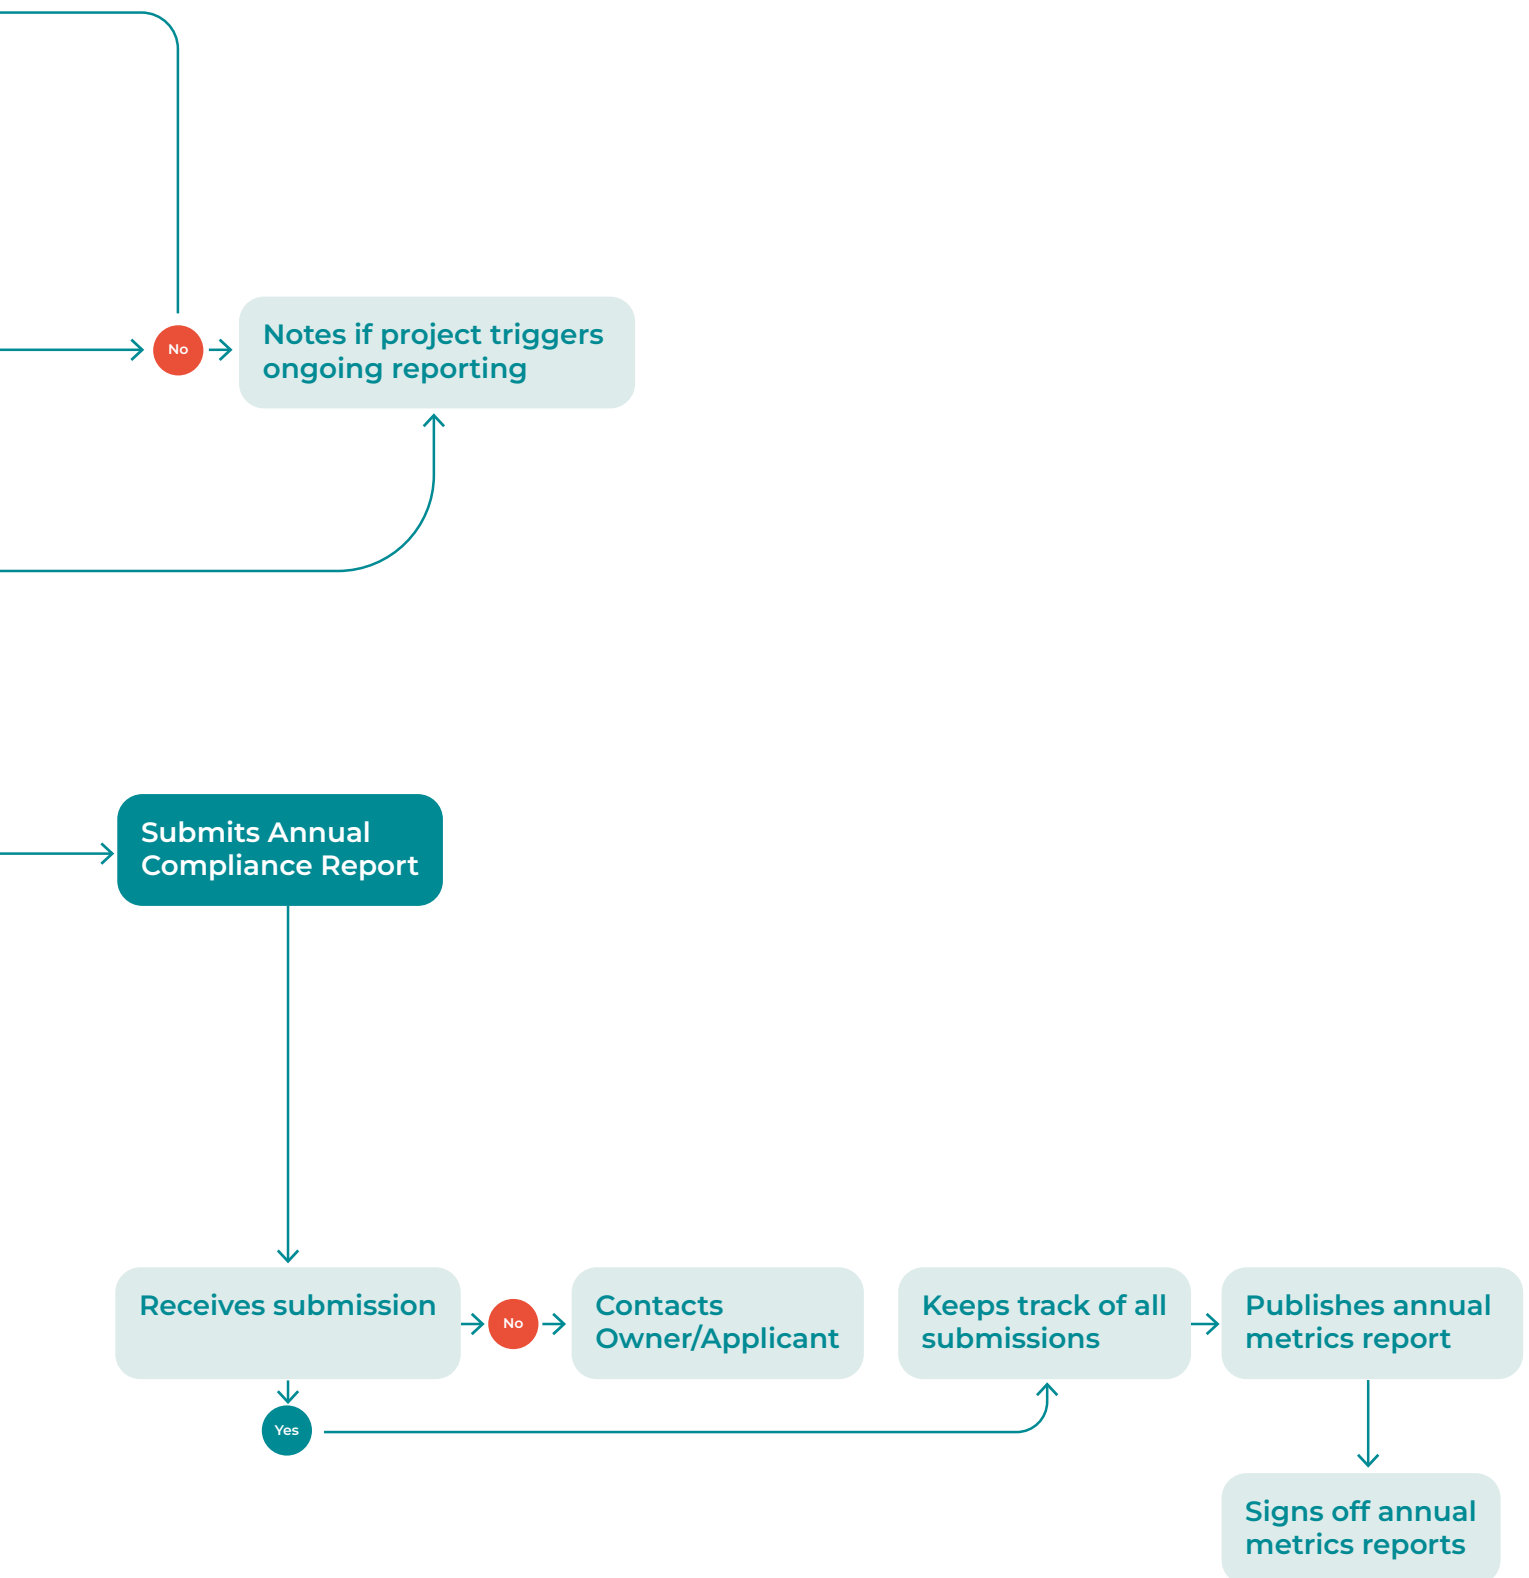 No
Notes if project triggers
ongoing reporting
Submits Annual
Compliance Report
Receives submission
No
Contacts
Owner/Applicant
Keeps track of all
submissions
Publishes annual
metrics report
Yes
Signs off annual
metrics reports